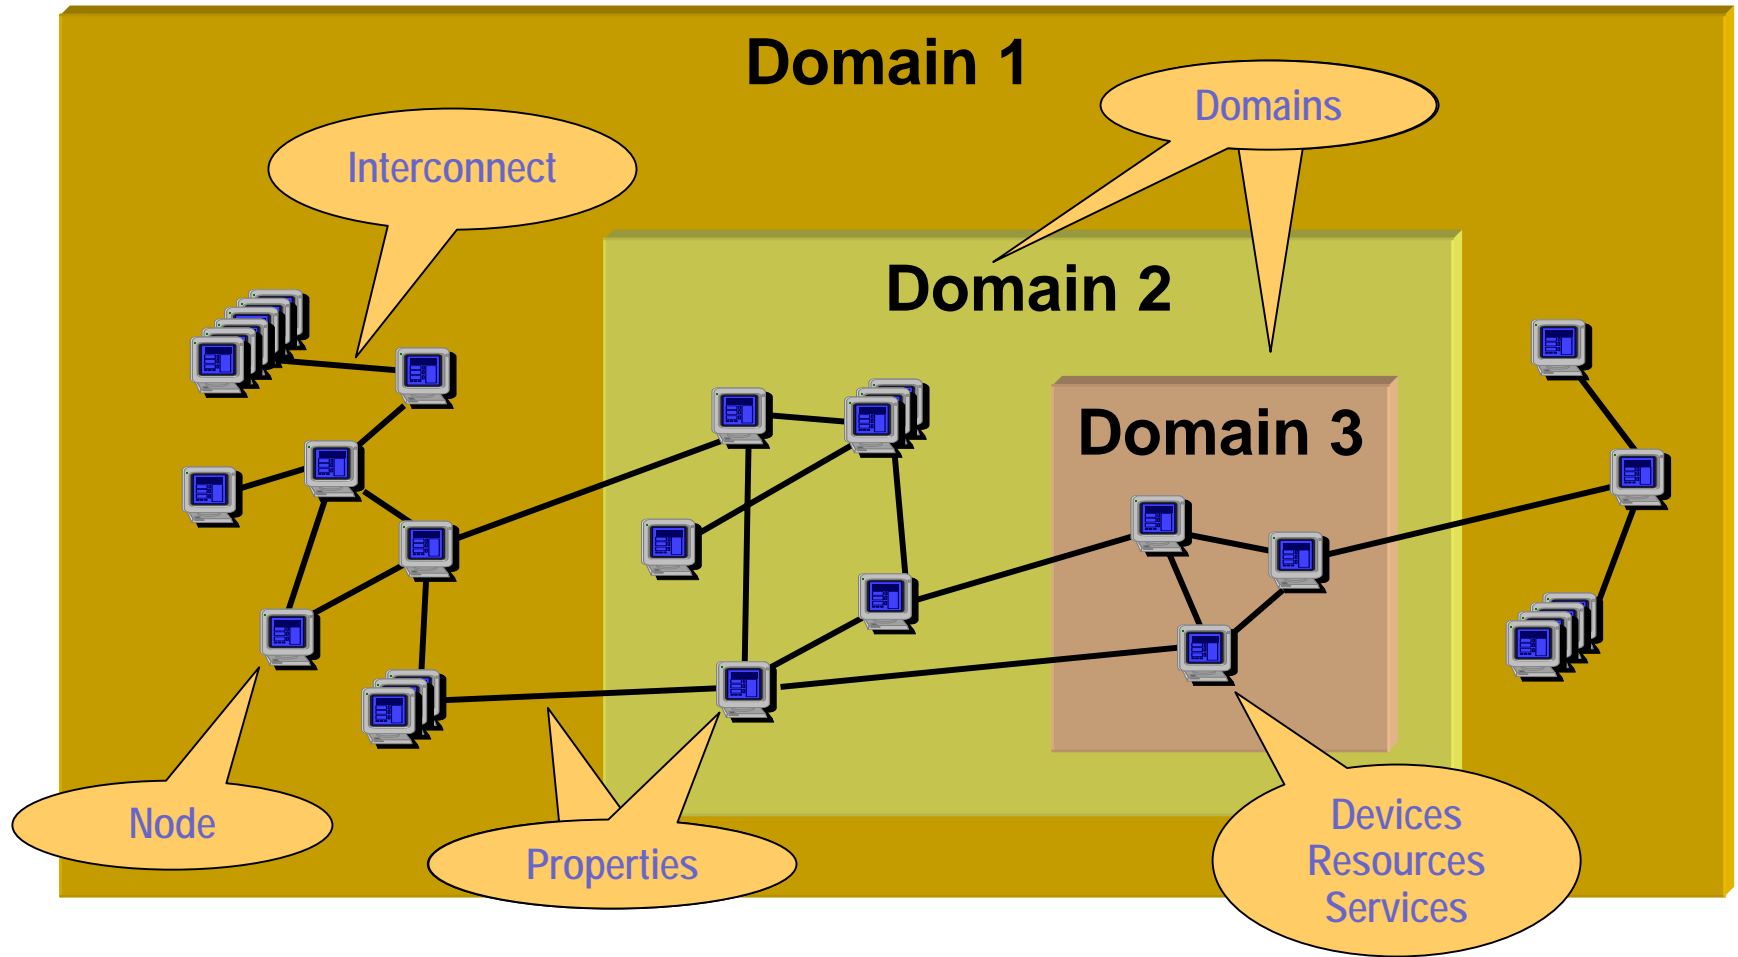 Domain 1
Domains
Interconnect
Domain 2
Domain 3
Node
Properties
Devices
Resources
Services